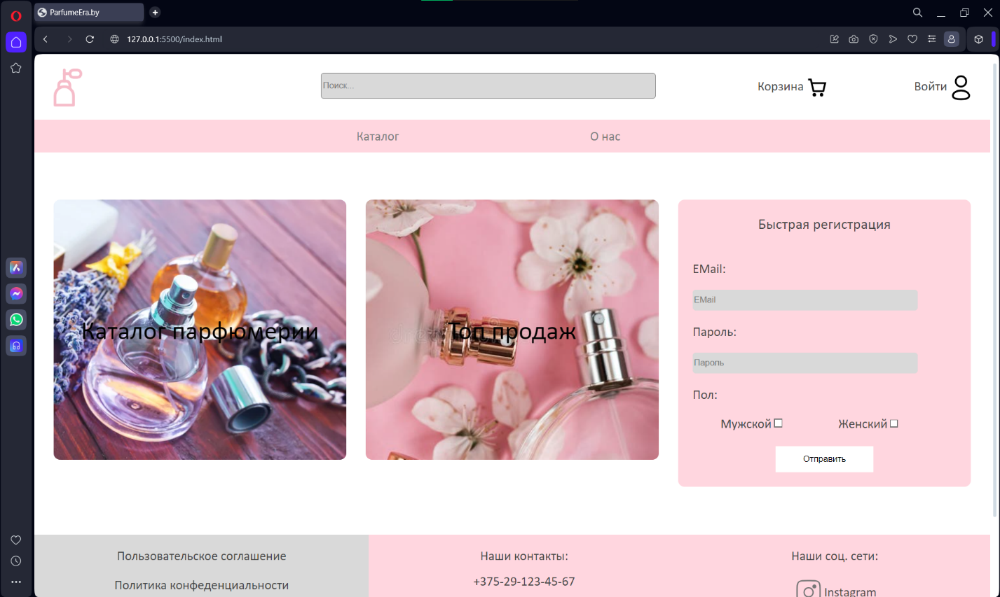 ParfumeEra.by
127.0.0.1:5500/index.html
Поиск...
Корзина
Войти
Каталог
О нас
Каталог парфюмерии
Топ продаж
Быстрая регистрация
EMail:
EMail
Пароль:
Пароль
Пол:
Мужской
Женский
Отправить
Пользовательское соглашение
Политика конфеденциальности
Наши контакты:
+375-29-123-45-67
Наши соц. сети:
Instagram